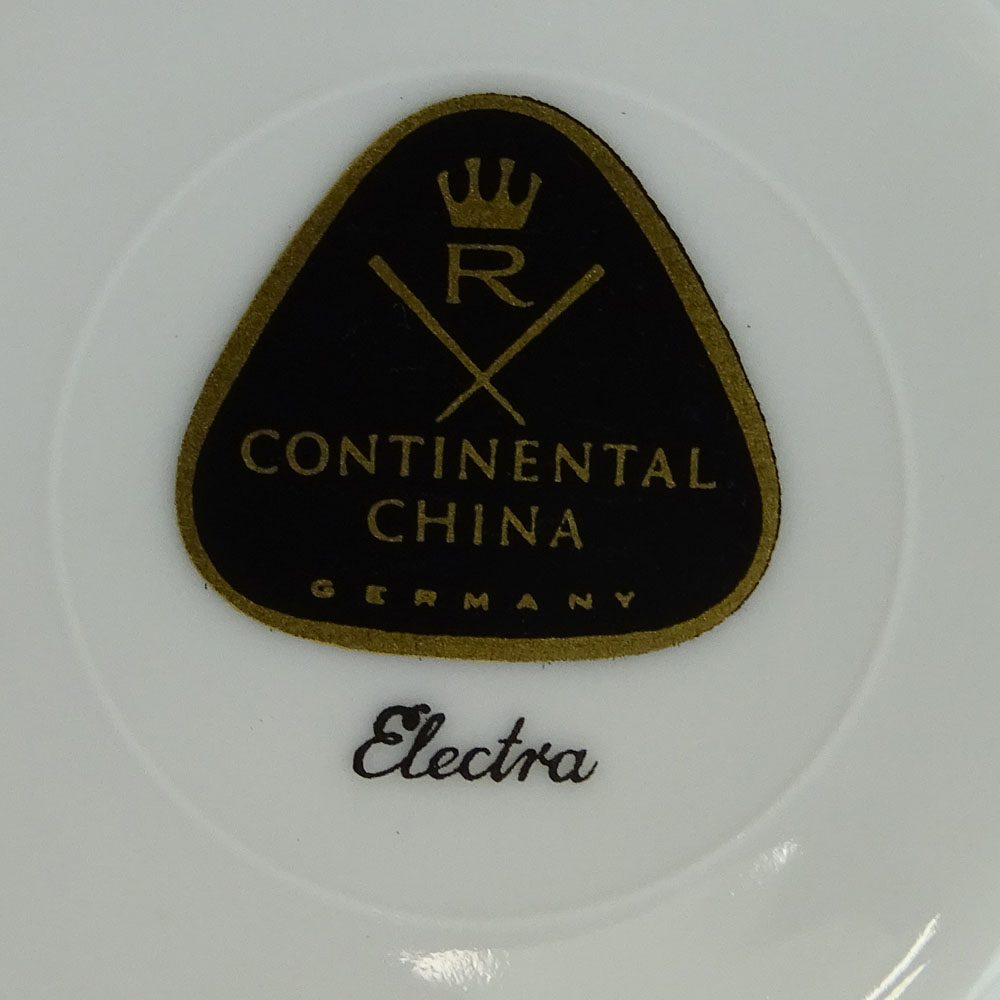 R
CONTINENTAL
CHINA
GERMANY
Electra